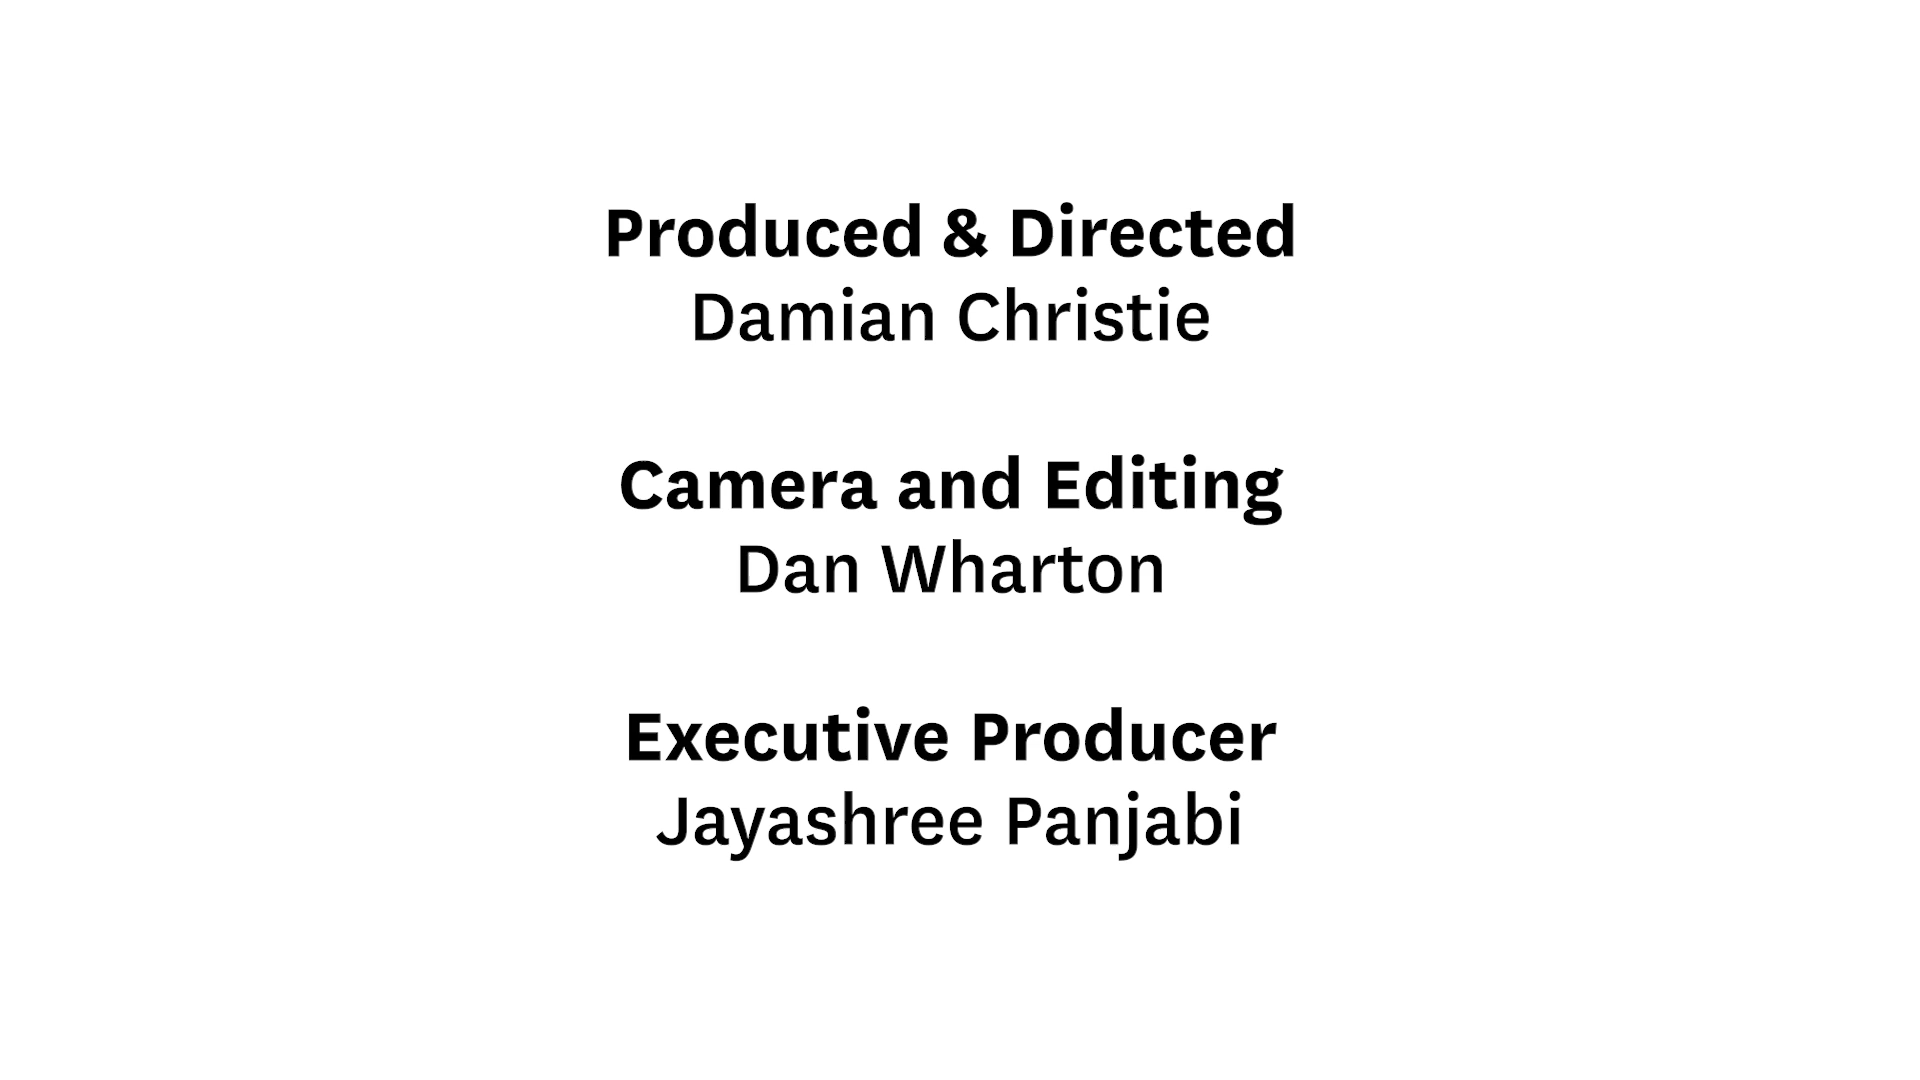 Produced & Directed
Damian Christie
Camera and Editing
Dan Wharton
Executive Producer
Jayashree Panjabi